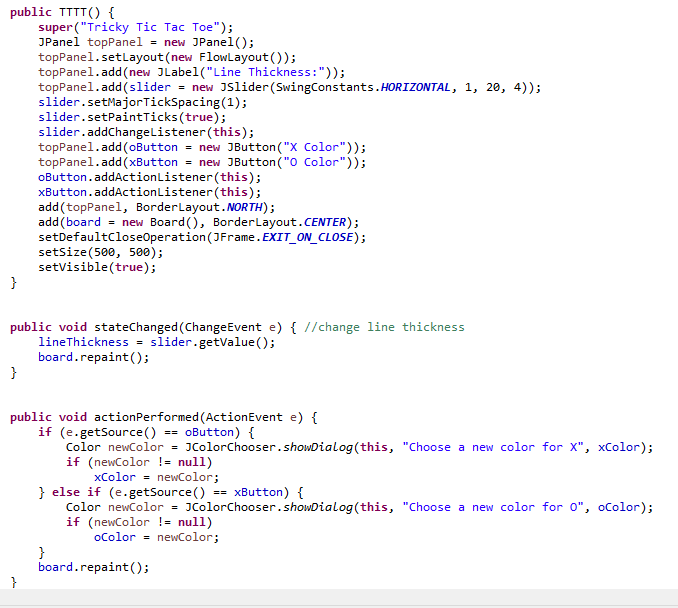 public TTTT() {
    super("Tricky Tic Tac Toe");
    JPanel topPanel = new JPanel();
    topPanel.setLayout(new FlowLayout());
    topPanel.add(new JLabel("Line Thickness:"));
    topPanel.add(slider = new JSlider(SwingConstants.HORIZONTAL, 1, 20, 4));
    slider.setMajorTickSpacing(1);
    slider.setPaintTicks(true);
    slider.addChangeListener(this);
    topPanel.add(oButton = new JButton("X Color"));
    topPanel.add(xButton = new JButton("O Color"));
    oButton.addActionListener(this);
    xButton.addActionListener(this);
    add(topPanel, BorderLayout.NORTH);
    add(board = new Board(), BorderLayout.CENTER);
    setDefaultCloseOperation(JFrame.EXIT_ON_CLOSE);
    setSize(500, 500);
    setVisible(true);
}
public void stateChanged(ChangeEvent e) { //change line thickness
    lineThickness = slider.getValue();
    board.repaint();
}
public void actionPerformed(ActionEvent e) {
    if (e.getSource() == oButton) {
        Color newColor = JColorChooser.showDialog(this, "Choose a new color for X", xColor);
        if (newColor != null)
            xColor = newColor;
    } else if (e.getSource() == xButton) {
        Color newColor = JColorChooser.showDialog(this, "Choose a new color for O", oColor);
        if (newColor != null)
            oColor = newColor;
    }
    board.repaint();
}